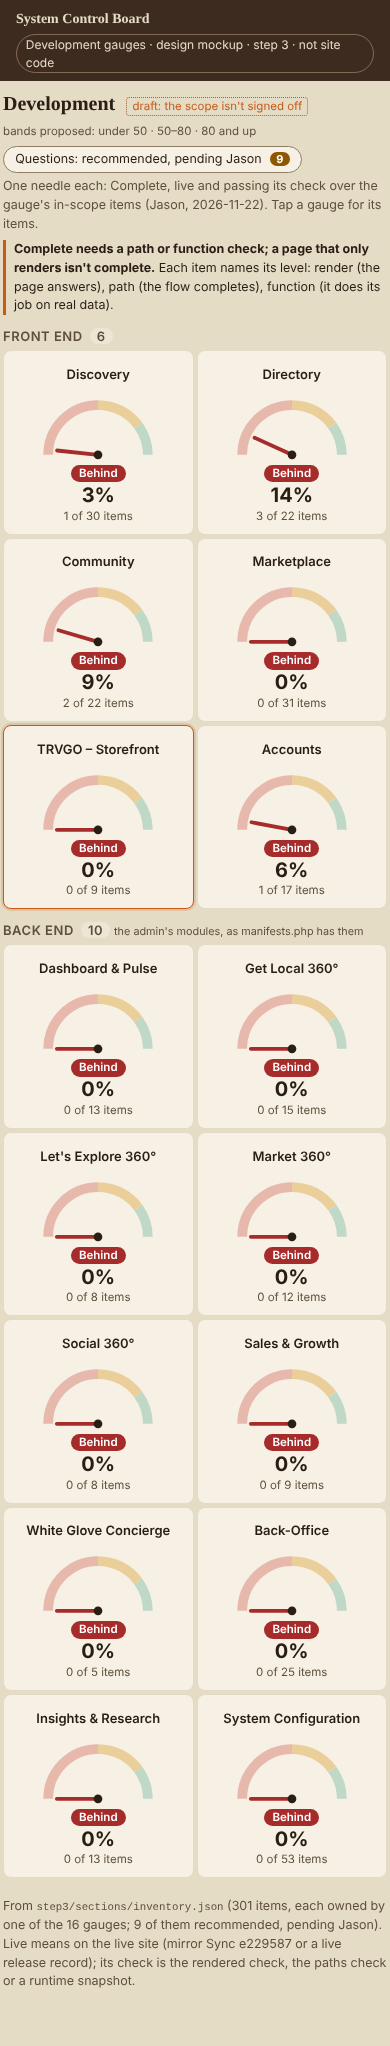 System Control Board
Development gauges · design mockup · step 3 · not site
code
Development draft: the scope isn't signed off
bands proposed: under 50 · 50–80 · 80 and up
Questions: recommended, pending Jason 9
One needle each: Complete, live and passing its check over the
gauge's in-scope items (Jason, 2026-11-22). Tap a gauge for its
items.
Complete needs a path or function check; a page that only
renders isn't complete. Each item names its level: render (the
page answers), path (the flow completes), function (it does its
job on real data).
FRONT END 6
Discovery
Behind
3%
1 of 30 items
Directory
Behind
14%
3 of 22 items
Community
Behind
9%
2 of 22 items
Marketplace
Behind
0%
0 of 31 items
TRVGO – Storefront
Behind
0%
0 of 9 items
Accounts
Behind
6%
1 of 17 items
BACK END 10 the admin's modules, as manifests.php has them
Dashboard & Pulse
Behind
0%
0 of 13 items
Get Local 360°
Behind
0%
0 of 15 items
Let's Explore 360°
Behind
0%
0 of 8 items
Market 360°
Behind
0%
0 of 12 items
Social 360°
Behind
0%
0 of 8 items
Sales & Growth
Behind
0%
0 of 9 items
White Glove Concierge
Behind
0%
0 of 5 items
Back-Office
Behind
0%
0 of 25 items
Insights & Research
Behind
0%
0 of 13 items
System Configuration
Behind
0%
0 of 53 items
From step3/sections/inventory.json (301 items, each owned by
one of the 16 gauges; 9 of them recommended, pending Jason).
Live means on the live site (mirror Sync e229587 or a live
release record); its check is the rendered check, the paths check
or a runtime snapshot.